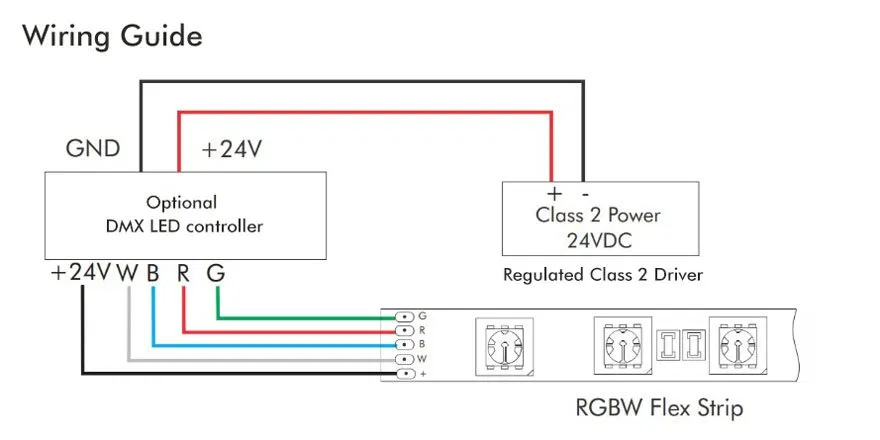 Wiring Guide
GND
+24V
Optional
DMX LED controller
+ -
Class 2 Power
24VDC
Regulated Class 2 Driver
+24V W B R G
G
R
B
W
+
RGBW Flex Strip